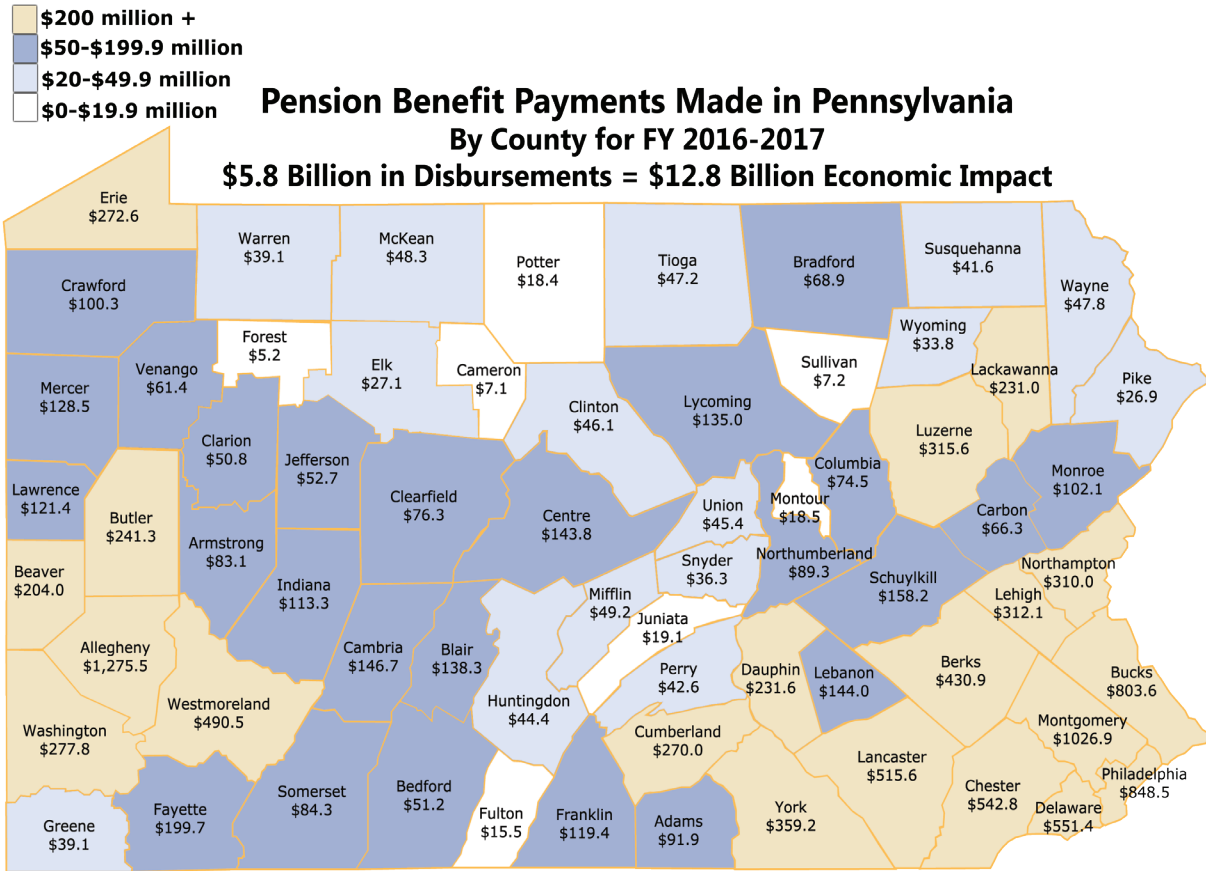 $200 million +
$50-$199.9 million
$20-$49.9 million
$0-$19.9 million
Pension Benefit Payments Made in Pennsylvania
By County for FY 2016-2017
$5.8 Billion in Disbursements = $12.8 Billion Economic Impact
Erie
$272.6
Warren
$39.1
McKean
$48.3
Potter
$18.4
Tioga
$47.2
Bradford
$68.9
Susquehanna
$41.6
Wayne
$47.8
Crawford
$100.3
Forest
$5.2
Venango
$61.4
Elk
$27.1
Cameron
$7.1
Sullivan
$7.2
Wyoming
$33.8
Lackawanna
$231.0
Pike
$26.9
Mercer
$128.5
Clinton
$46.1
Lycoming
$135.0
Luzerne
$315.6
Clarion
$50.8
Jefferson
$52.7
Columbia
$74.5
Monroe
$102.1
Lawrence
$121.4
Clearfield
$76.3
Centre
$143.8
Union
$45.4
Montour
$18.5
Carbon
$66.3
Butler
$241.3
Armstrong
$83.1
Northumberland
$89.3
Snyder
$36.3
Northampton
$310.0
Beaver
$204.0
Indiana
$113.3
Mifflin
$49.2
Schuylkill
$158.2
Lehigh
$312.1
Juniata
$19.1
Allegheny
$1,275.5
Cambria
$146.7
Blair
$138.3
Perry
$42.6
Dauphin
$231.6
Lebanon
$144.0
Berks
$430.9
Bucks
$803.6
Westmoreland
$490.5
Huntingdon
$44.4
Washington
$277.8
Cumberland
$270.0
Montgomery
$1026.9
Lancaster
$515.6
Philadelphia
$848.5
Somerset
$84.3
Bedford
$51.2
Chester
$542.8
Fayette
$199.7
Fulton
$15.5
Franklin
$119.4
Adams
$91.9
York
$359.2
Delaware
$551.4
Greene
$39.1